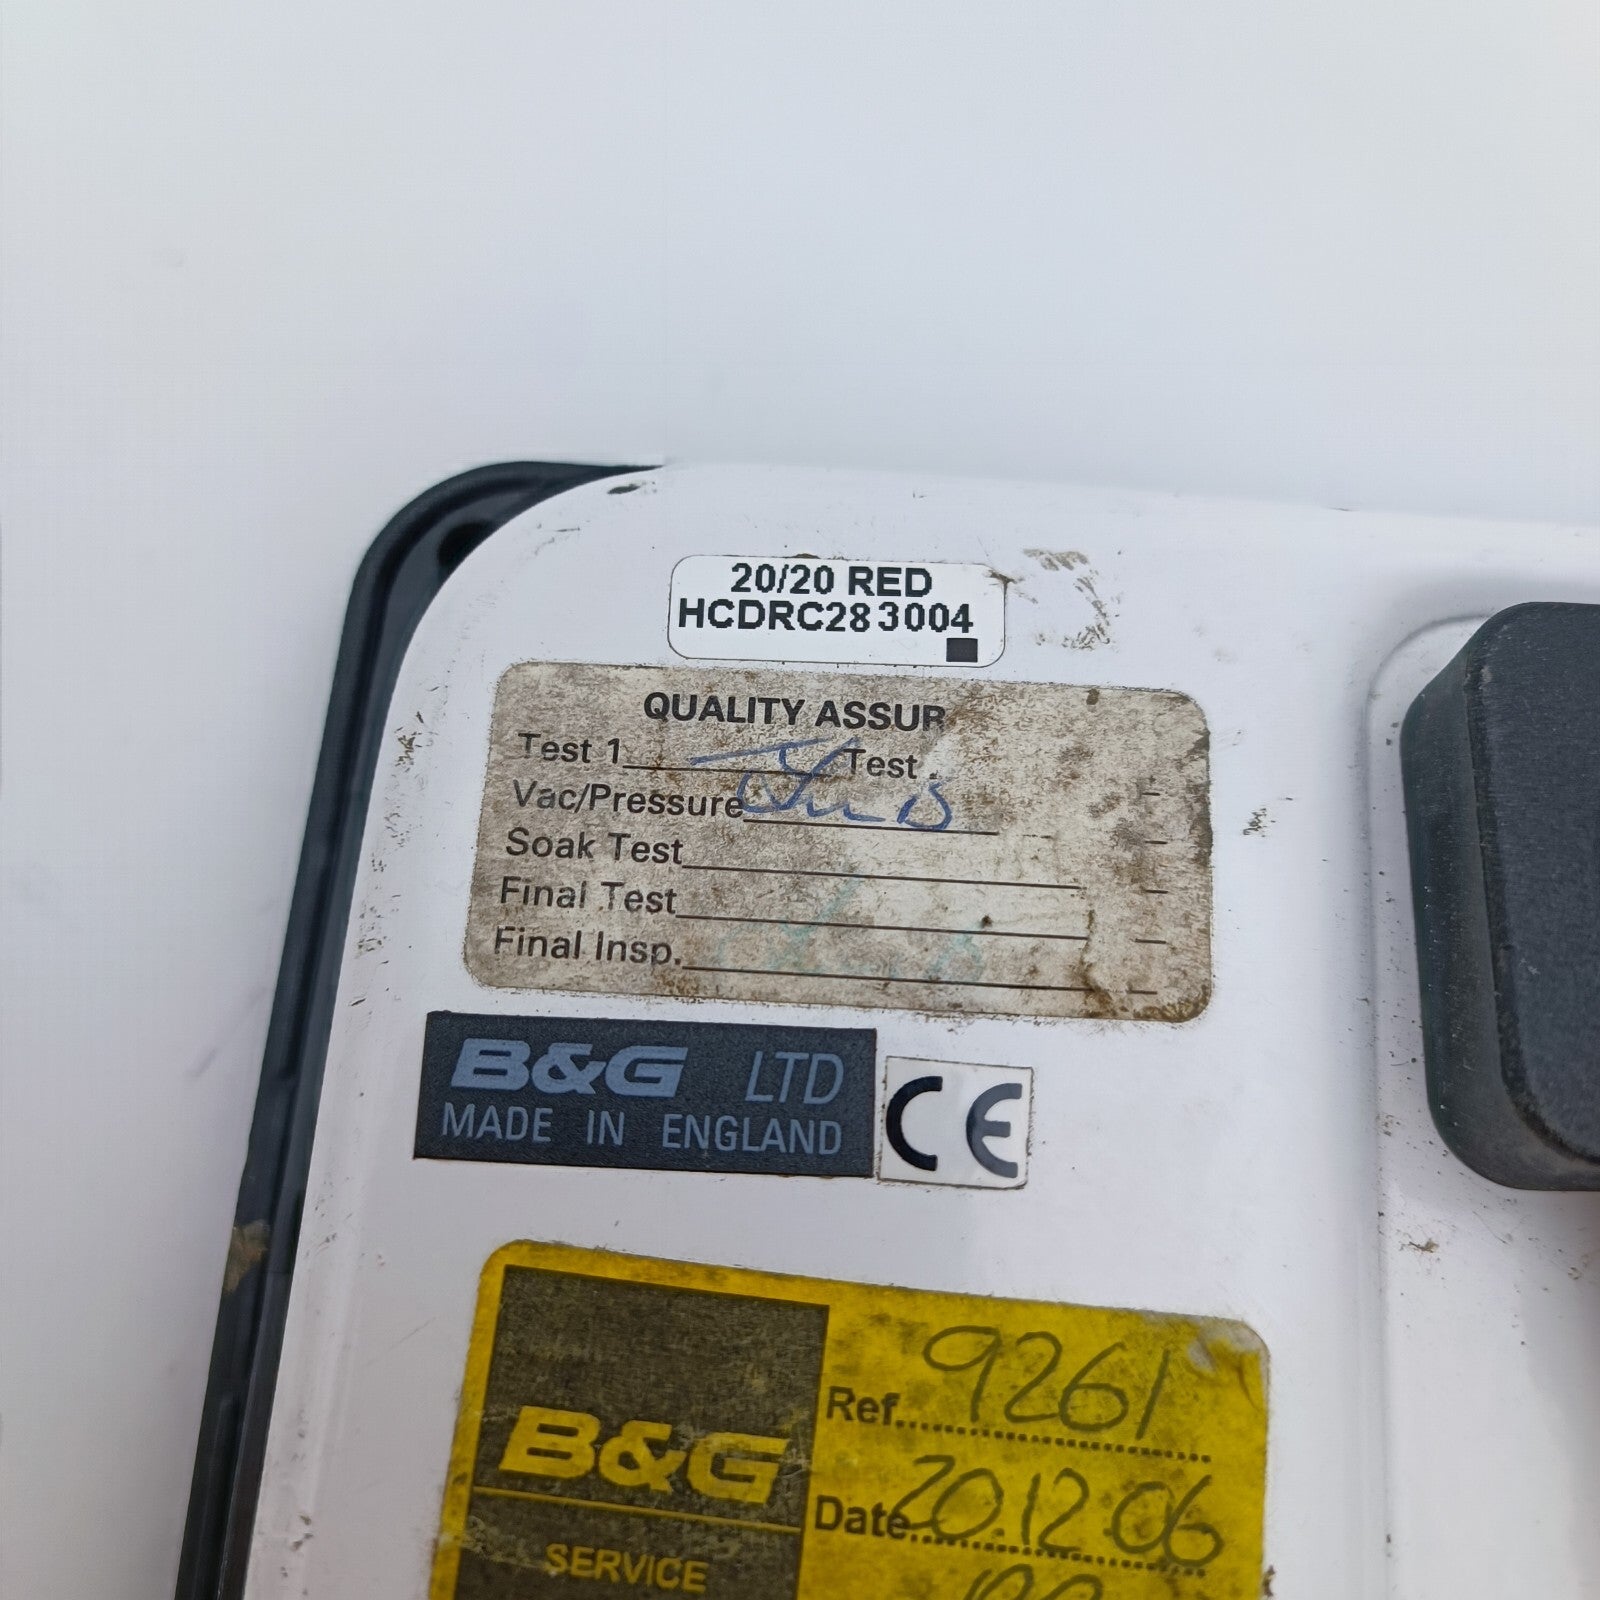 20/20 RED
HCDRC28 3004
QUALITY ASSUR
Test 1 Test
Vac/Pressure
Soak Test
Final Test
Final Insp.
B&G LTD
MADE IN ENGLAND
CE
Ref. 9261
B&G
Date 20.12.06
SERVICE